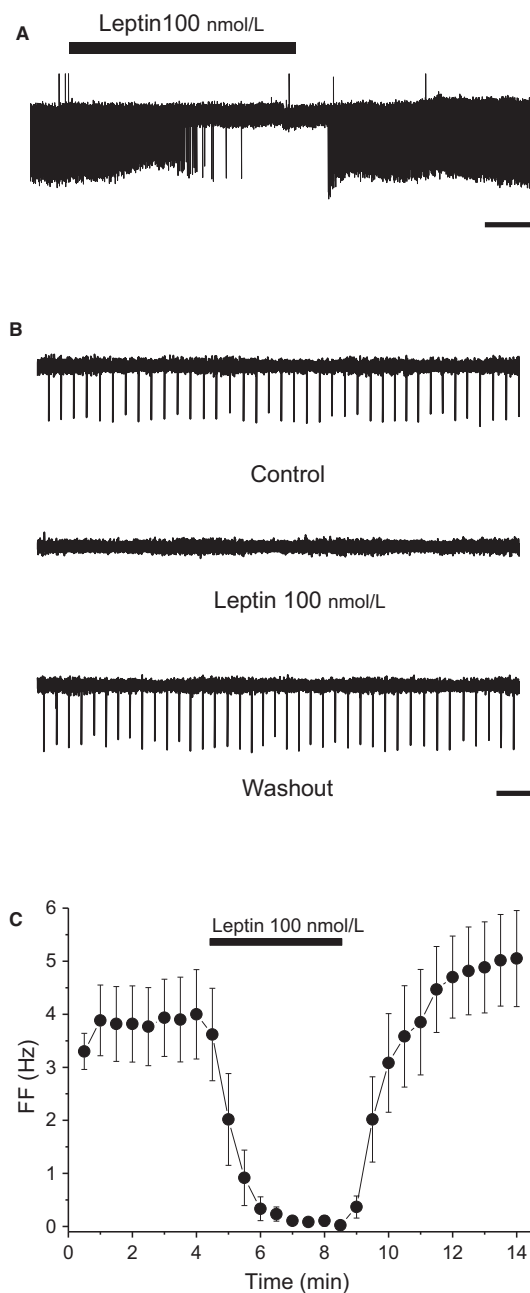 A
Leptin100 nmol/L
B
Control
Leptin 100 nmol/L
Washout
C
Leptin 100 nmol/L
6
5
4
3
2
1
0
FF (Hz)
0 2 4 6 8 10 12 14
Time (min)